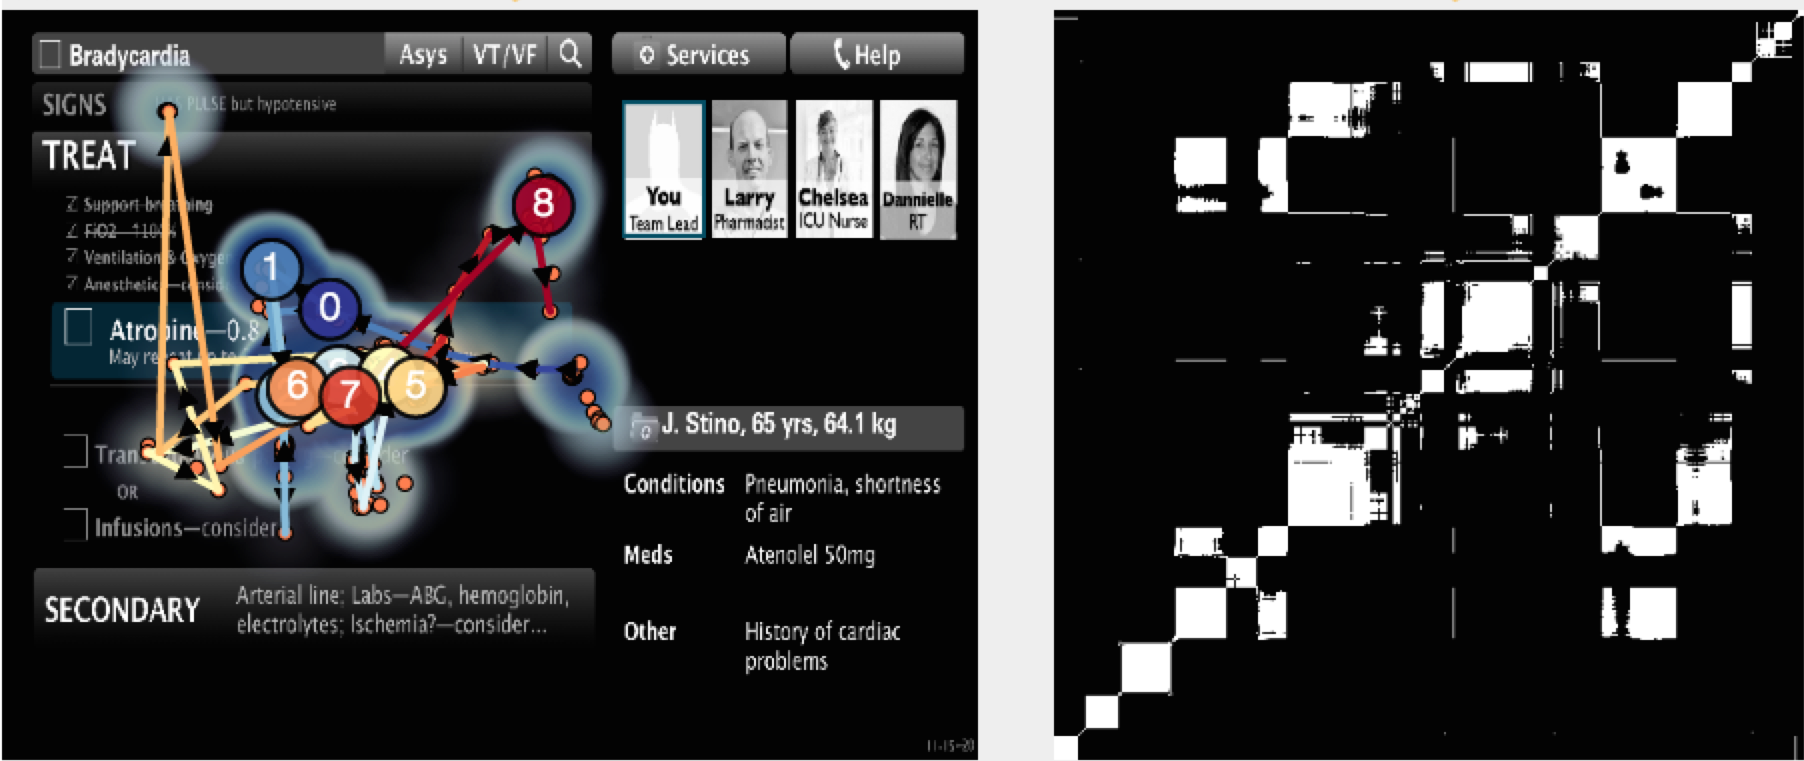 Bradycardia Asys VT/VF
SIGNS PULSE but hypotensive
TREAT
Support breathing
FiO2
Ventilation &
Anesthetic
Atropine—0.8
May
OR
Infusions—consider
SECONDARY Arterial line; Labs—ABG, hemoglobin,
electrolytes; Ischemia?—consider...
1
0
8
6
7
5
Services Help
You
Team Lead
Larry
Pharmacist
Chelsea
ICU Nurse
Dannielle
RT
J. Stino, 65 yrs, 64.1 kg
Conditions Pneumonia, shortness
of air
Meds Atenolel 50mg
Other History of cardiac
problems